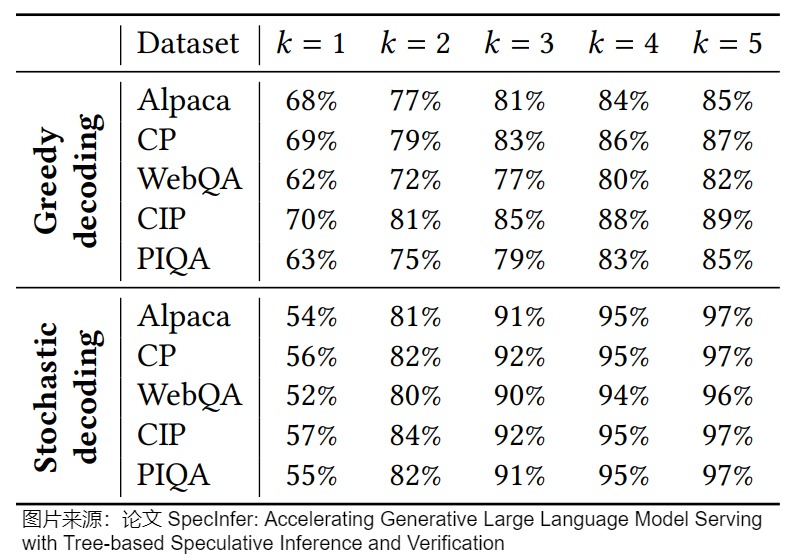 Dataset k = 1 k = 2 k = 3 k = 4 k = 5
Greedy decoding
Alpaca 68% 77% 81% 84% 85%
CP 69% 79% 83% 86% 87%
WebQA 62% 72% 77% 80% 82%
CIP 70% 81% 85% 88% 89%
PIQA 63% 75% 79% 83% 85%
Stochastic decoding
Alpaca 54% 81% 91% 95% 97%
CP 56% 82% 92% 95% 97%
WebQA 52% 80% 90% 94% 96%
CIP 57% 84% 92% 95% 97%
PIQA 55% 82% 91% 95% 97%
图片来源：论文 SpecInfer: Accelerating Generative Large Language Model Serving
with Tree-based Speculative Inference and Verification